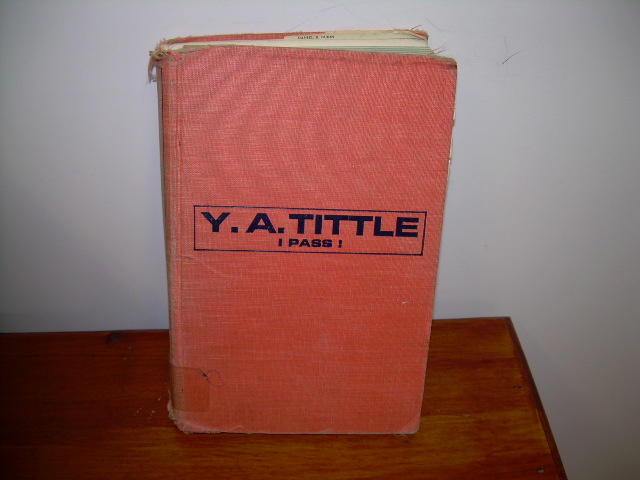 Y. A. TITTLE
I PASS !